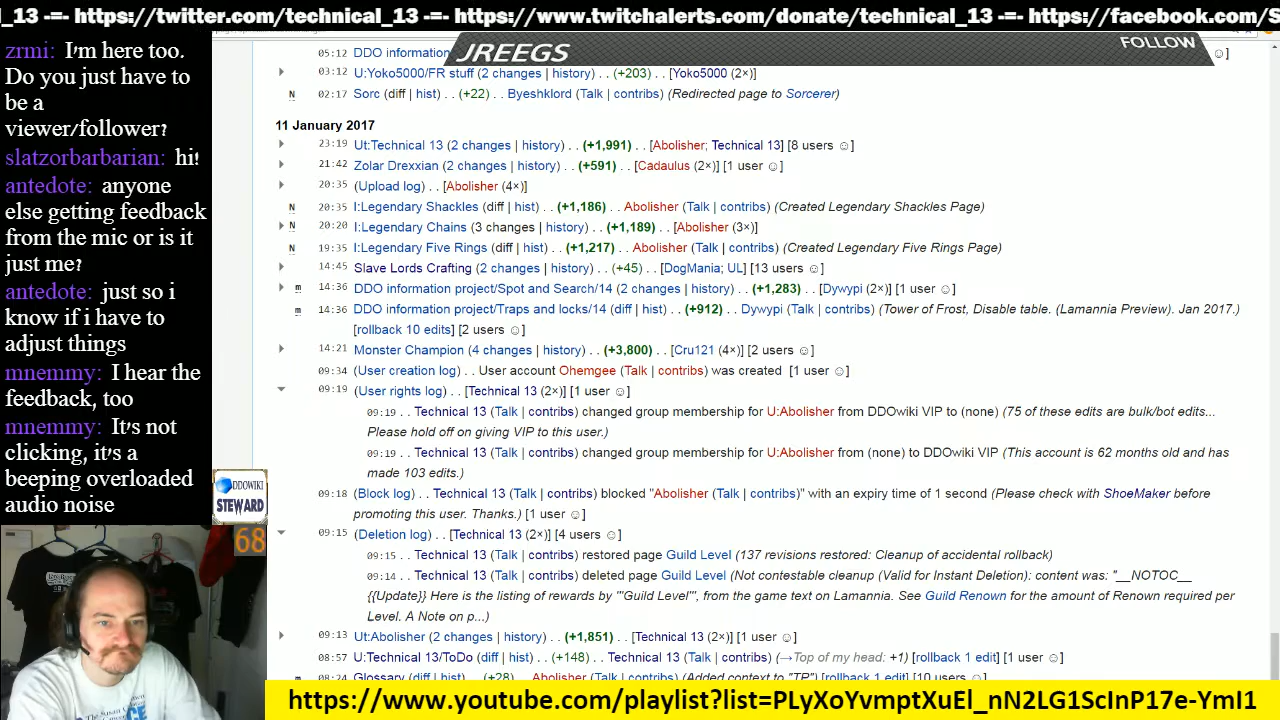 _13 -=- https://twitter.com/technical_13 -=- https://www.twitchalerts.com/donate/technical_13 -=- https://facebook.com/S
JREEGS
FOLLOW
zrmi: I'm here too.
Do you just have to
be a
viewer/follower?
slatzorbarbarian: hi!
antedote: anyone
else getting feedback
from the mic or is it
just me?
antedote: just so i
know if i have to
adjust things
mnemmy: I hear the
feedback, too
mnemmy: It's not
clicking, it's a
beeping overloaded
audio noise
DDOWIKI
STEWARD
68
05:12 DDO information
03:12 U:Yoko5000/FR stuff (2 changes | history) . . (+203) . . [Yoko5000 (2×)]
N 02:17 Sorc (diff | hist) . . (+22) . . Byeshklord (Talk | contribs) (Redirected page to Sorcerer)
11 January 2017
23:19 Ut:Technical 13 (2 changes | history) . . (+1,991) . . [Abolisher; Technical 13] [8 users ☺]
21:42 Zolar Drexxian (2 changes | history) . . (+591) . . [Cadaulus (2×)] [1 user ☺]
20:35 (Upload log) . . [Abolisher (4×)]
N 20:35 I:Legendary Shackles (diff | hist) . . (+1,186) . . Abolisher (Talk | contribs) (Created Legendary Shackles Page)
N 20:20 I:Legendary Chains (3 changes | history) . . (+1,189) . . [Abolisher (3×)]
N 19:35 I:Legendary Five Rings (diff | hist) . . (+1,217) . . Abolisher (Talk | contribs) (Created Legendary Five Rings Page)
14:45 Slave Lords Crafting (2 changes | history) . . (+45) . . [DogMania; UL] [13 users ☺]
m 14:36 DDO information project/Spot and Search/14 (2 changes | history) . . (+1,283) . . [Dywypi (2×)] [1 user ☺]
m 14:36 DDO information project/Traps and locks/14 (diff | hist) . . (+912) . . Dywypi (Talk | contribs) (Tower of Frost, Disable table. (Lamannia Preview). Jan 2017.)
[rollback 10 edits] [2 users ☺]
14:21 Monster Champion (4 changes | history) . . (+3,800) . . [Cru121 (4×)] [2 users ☺]
09:34 (User creation log) . . User account Ohemgee (Talk | contribs) was created [1 user ☺]
09:19 (User rights log) . . [Technical 13 (2×)] [1 user ☺]
09:19 . . Technical 13 (Talk | contribs) changed group membership for U:Abolisher from DDOwiki VIP to (none) (75 of these edits are bulk/bot edits...
Please hold off on giving VIP to this user.)
09:19 . . Technical 13 (Talk | contribs) changed group membership for U:Abolisher from (none) to DDOwiki VIP (This account is 62 months old and has
made 103 edits.)
09:18 (Block log) . . Technical 13 (Talk | contribs) blocked "Abolisher (Talk | contribs)" with an expiry time of 1 second (Please check with ShoeMaker before
promoting this user. Thanks.) [1 user ☺]
09:15 (Deletion log) . . [Technical 13 (2×)] [4 users ☺]
09:15 . . Technical 13 (Talk | contribs) restored page Guild Level (137 revisions restored: Cleanup of accidental rollback)
09:14 . . Technical 13 (Talk | contribs) deleted page Guild Level (Not contestable cleanup (Valid for Instant Deletion): content was: "__NOTOC__
{{Update}} Here is the listing of rewards by '''Guild Level''', from the game text on Lamannia. See Guild Renown for the amount of Renown required per
Level. A Note on p...)
09:13 Ut:Abolisher (2 changes | history) . . (+1,851) . . [Technical 13 (2×)] [1 user ☺]
08:57 U:Technical 13/ToDo (diff | hist) . . (+148) . . Technical 13 (Talk | contribs) (→Top of my head: +1) [rollback 1 edit] [1 user ☺]
m 08:24 Glossary (diff | hist) . . (+28) . . Abolisher (Talk | contribs) (Added context to "TP") [rollback 1 edit] [10 users ☺]
https://www.youtube.com/playlist?list=PLyXoYvmptXuEl_nN2LG1ScInP17e-YmI1